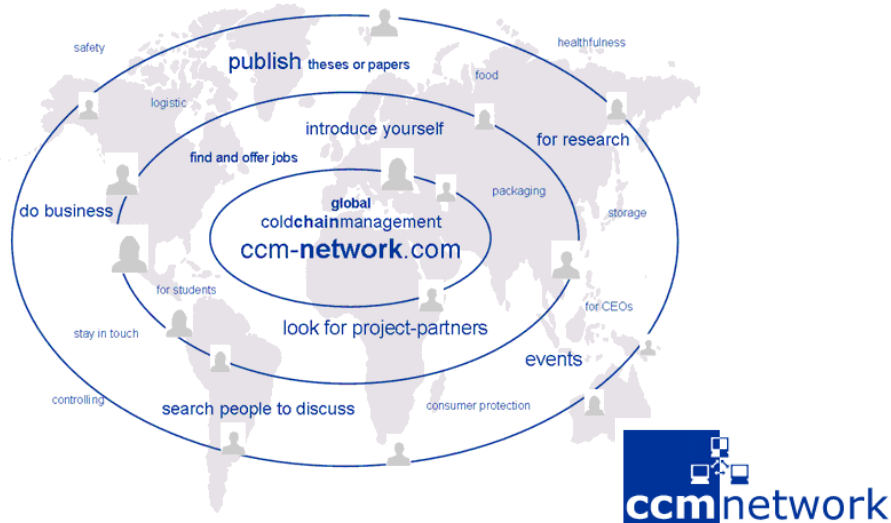 safety
healthfulness
publish theses or papers
food
logistic
introduce yourself
for research
find and offer jobs
packaging
global
do business
coldchainmanagement
storage
ccm-network.com
for students
for CEOs
stay in touch
look for project-partners
events
controlling
search people to discuss
consumer protection
ccmnetwork